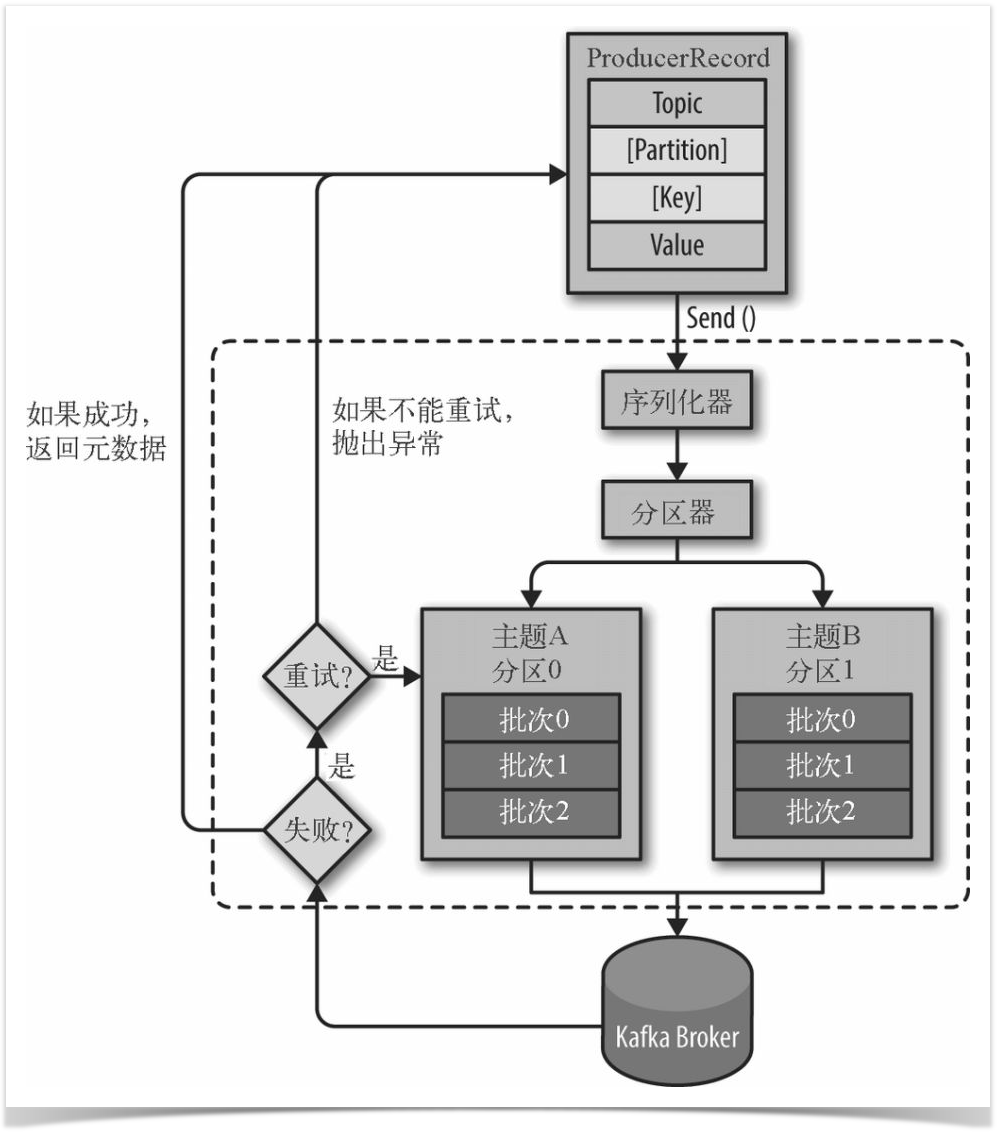 ProducerRecord
Topic
[Partition]
[Key]
Value
Send ()
序列化器
分区器
如果成功，
返回元数据
如果不能重试，
抛出异常
主题A
分区0
批次0
批次1
批次2
主题B
分区1
批次0
批次1
批次2
重试?
是
是
失败?
Kafka Broker